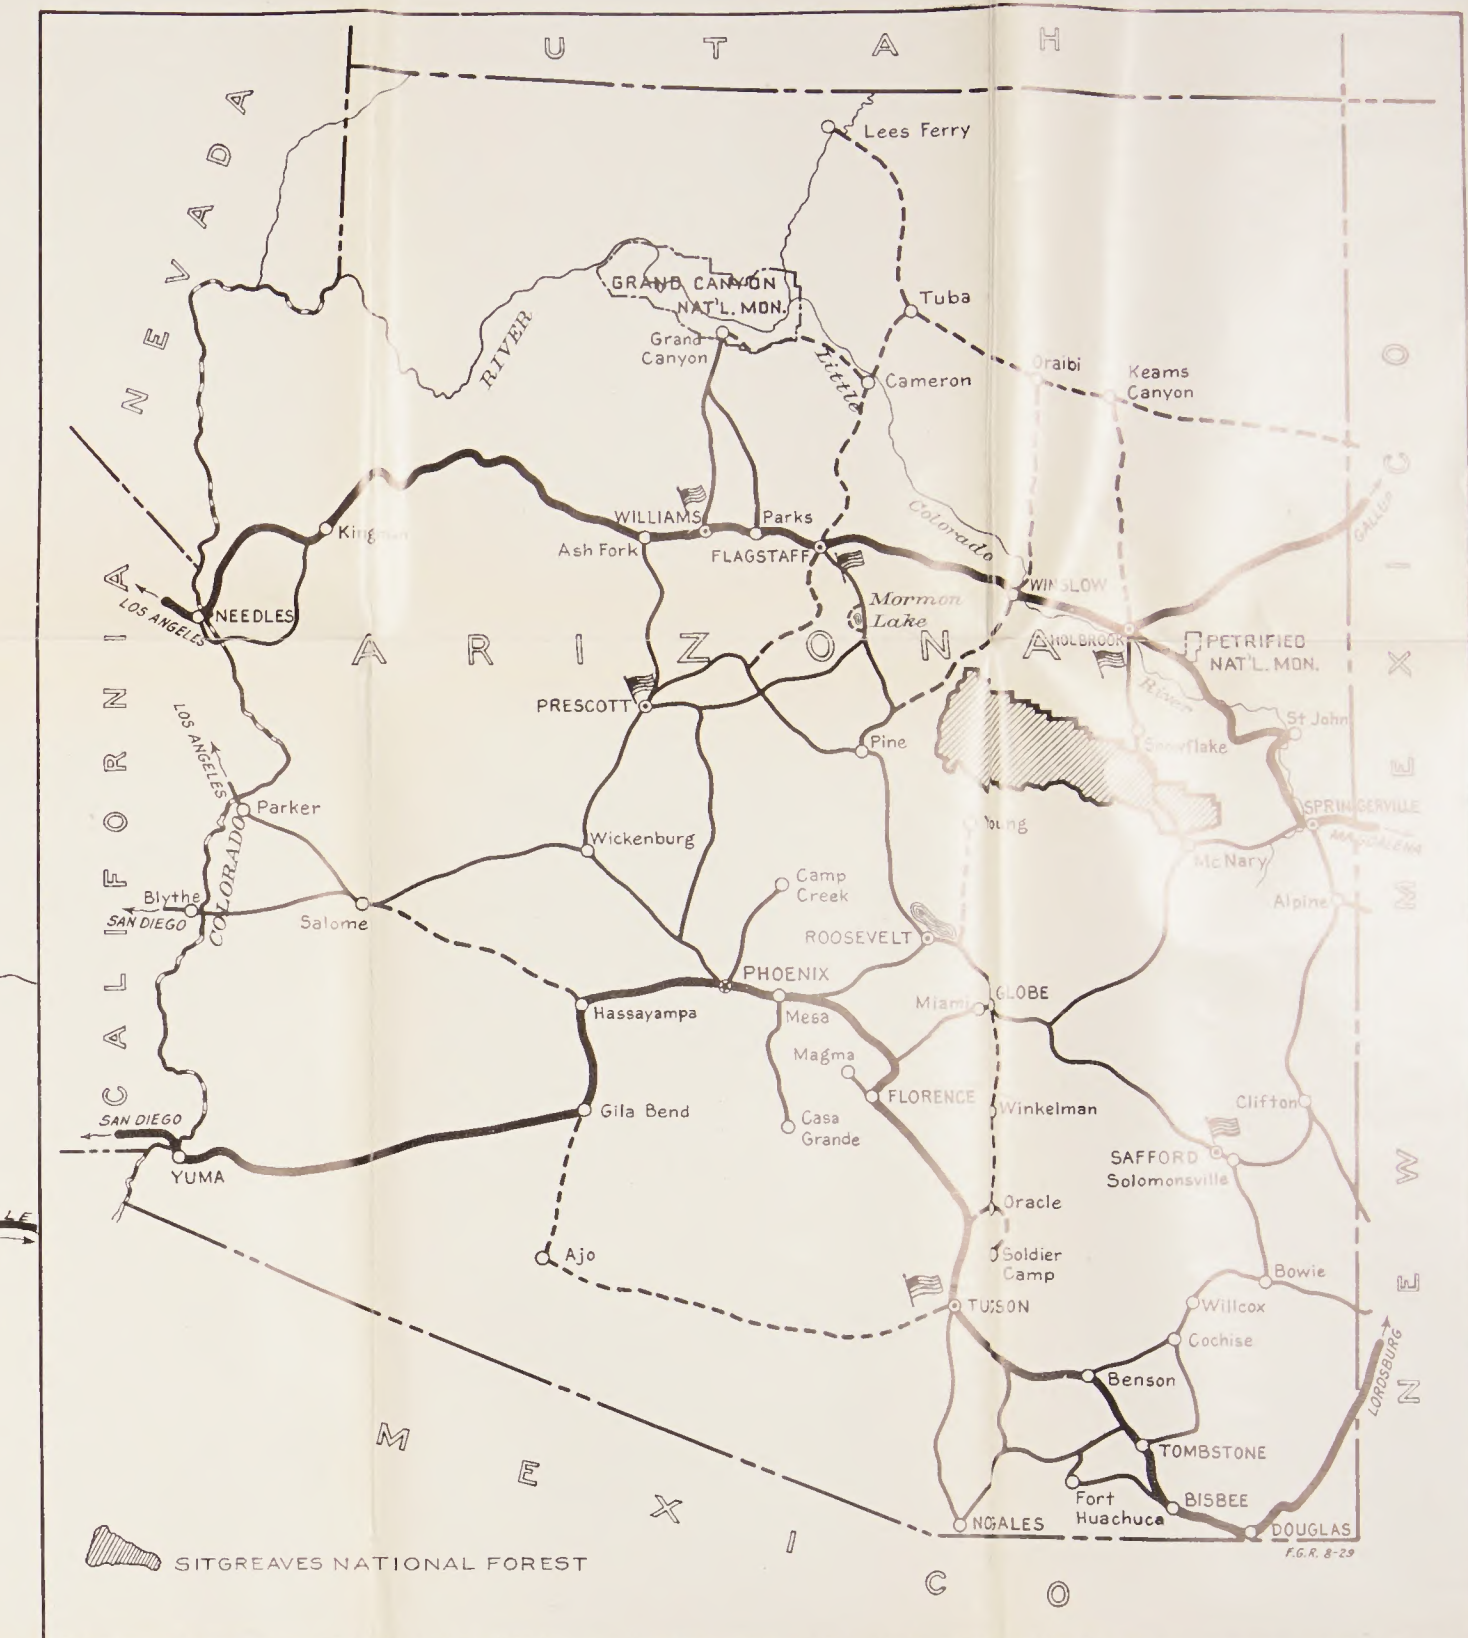 UTAH
NEVADA
Lees Ferry
Tuba
GRAND CANYON
NAT'L. MON.
Grand
Canyon
RIVER
Little
Cameron
Oraibi
Keams
Canyon
WILLIAMS
Parks
Ash Fork
FLAGSTAFF
Kingman
Colorado
GALLUP
WINSLOW
LOS ANGELES
NEEDLES
Mormon
Lake
HOLBROOK
PETRIFIED
NAT'L. MON.
ARIZONA
River
PRESCOTT
LOS ANGELES
Pine
St John
Snowflake
Parker
COLORADO
SPRINGERVILLE
MAGDALENA
Wickenburg
Young
McNary
Camp
Creek
Blythe
SAN DIEGO
Salome
Alpine
ROOSEVELT
CALIFORNIA
PHOENIX
Mesa
Miami
GLOBE
Hassayampa
Magma
FLORENCE
Casa
Grande
Gila Bend
Winkelman
Clifton
SAN DIEGO
YUMA
SAFFORD
Solomonsville
LE
Oracle
Soldier
Camp
Ajo
TUCSON
Bowie
Willcox
Cochise
Benson
LORDSBURG
NEW MEXICO
TOMBSTONE
Fort
Huachuca
BISBEE
NOGALES
DOUGLAS
F.G.R. 8-29
MEXICO
SITGREAVES NATIONAL FOREST